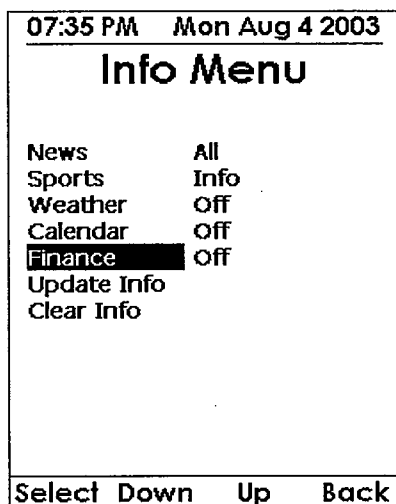 07:35 PM Mon Aug 4 2003
Info Menu
News All
Sports Info
Weather Off
Calendar Off
Finance Off
Update Info
Clear Info
Select Down Up Back